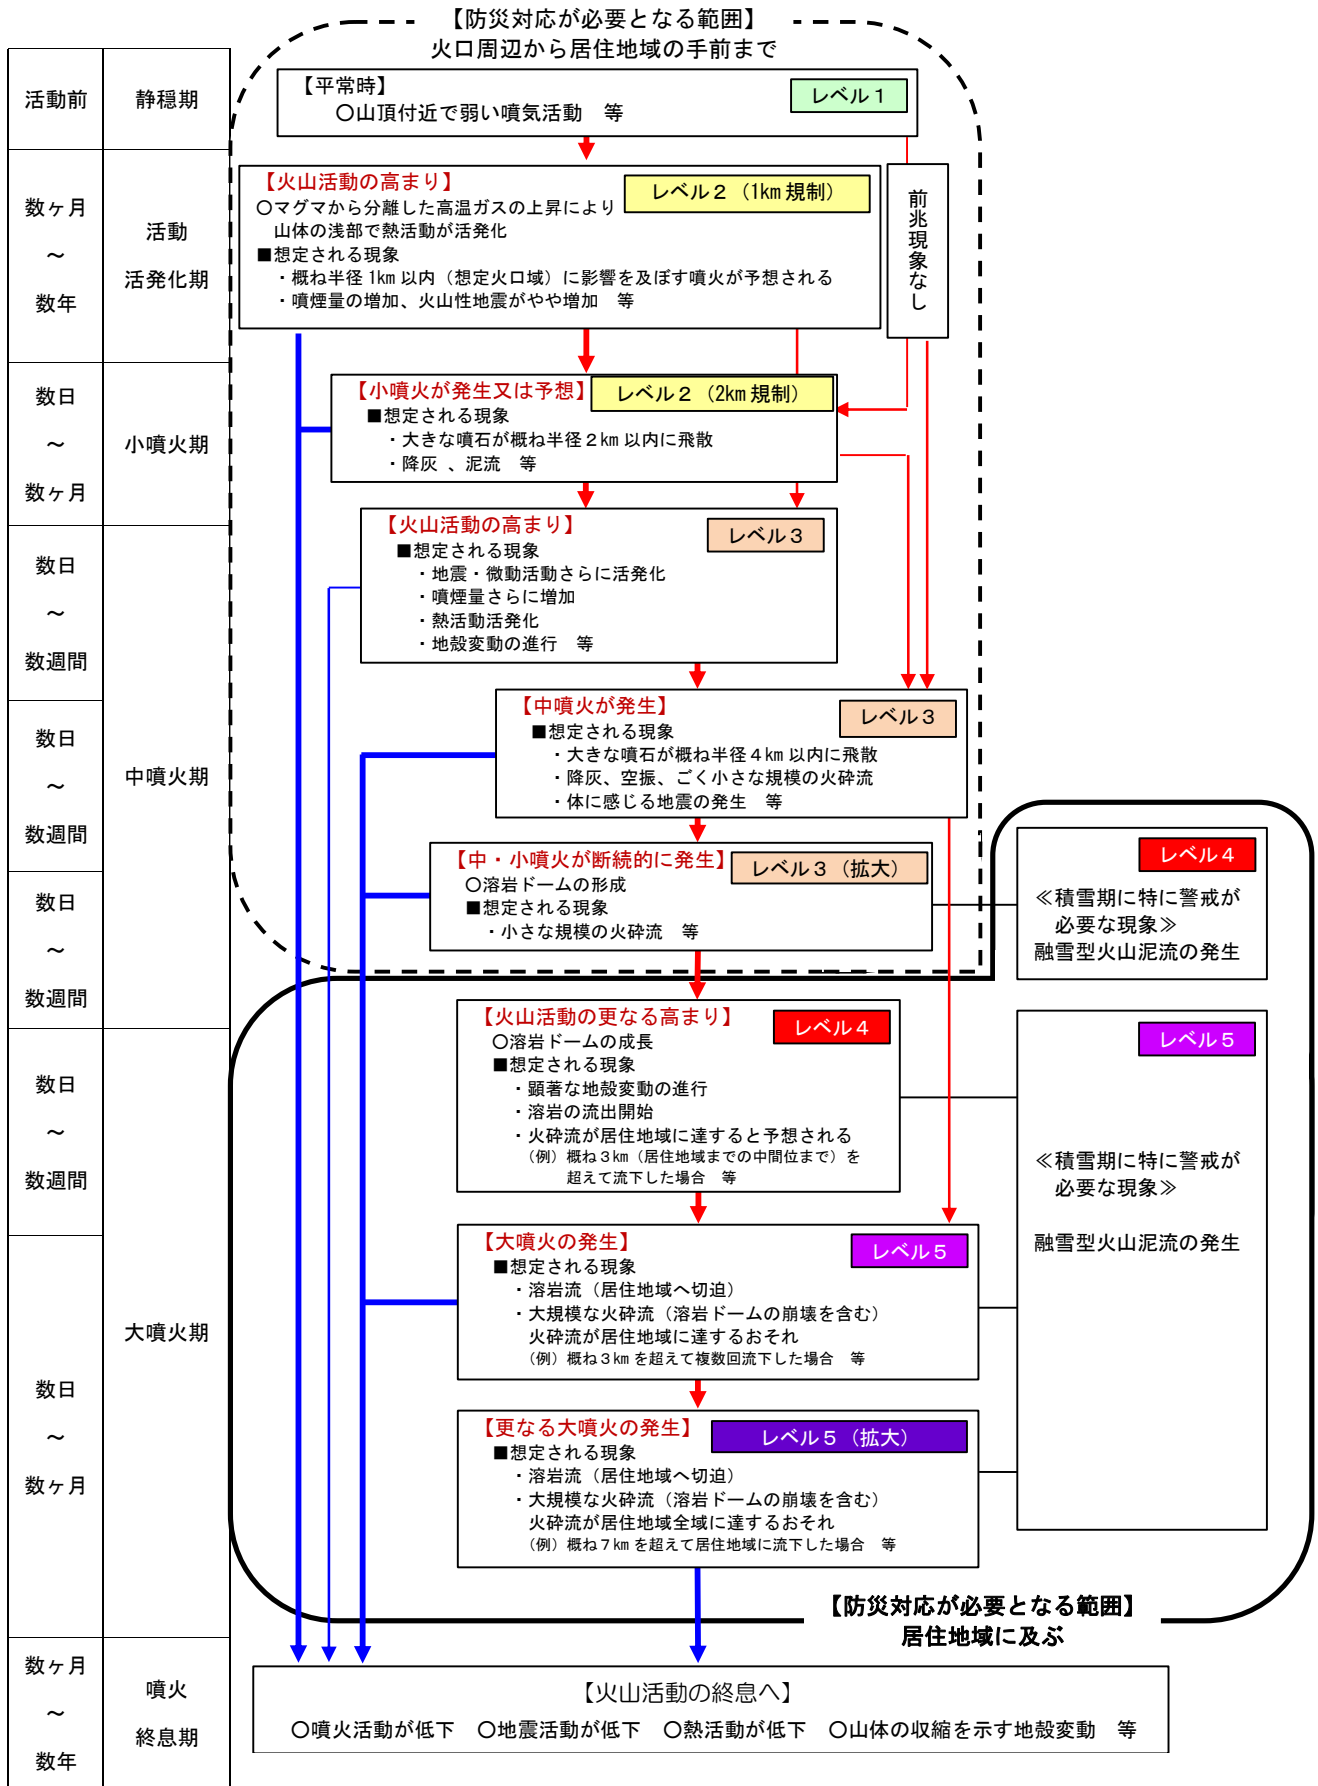 【防災対応が必要となる範囲】
火口周辺から居住地域の手前まで
活動前
静穏期
【平常時】
レベル１
○山頂付近で弱い噴気活動　等
数ヶ月
～
数年
活動
活発化期
【火山活動の高まり】
レベル２（1km 規制）
○マグマから分離した高温ガスの上昇により
山体の浅部で熱活動が活発化
■想定される現象
・概ね半径 1km 以内（想定火口域）に影響を及ぼす噴火が予想される
・噴煙量の増加、火山性地震がやや増加　等
前兆現象なし
数日
～
数ヶ月
小噴火期
【小噴火が発生又は予想】
レベル２（2km 規制）
■想定される現象
・大きな噴石が概ね半径２km 以内に飛散
・降灰 、泥流　等
数日
～
数週間
中噴火期
【火山活動の高まり】
レベル３
■想定される現象
・地震・微動活動さらに活発化
・噴煙量さらに増加
・熱活動活発化
・地殻変動の進行　等
数日
～
数週間
【中噴火が発生】
レベル３
■想定される現象
・大きな噴石が概ね半径４km 以内に飛散
・降灰、空振、ごく小さな規模の火砕流
・体に感じる地震の発生　等
数日
～
数週間
【中・小噴火が断続的に発生】
レベル３（拡大）
○溶岩ドームの形成
■想定される現象
・小さな規模の火砕流　等
レベル４
≪積雪期に特に警戒が
必要な現象≫
融雪型火山泥流の発生
数日
～
数週間
大噴火期
【火山活動の更なる高まり】
レベル４
○溶岩ドームの成長
■想定される現象
・顕著な地殻変動の進行
・溶岩の流出開始
・火砕流が居住地域に達すると予想される
（例）概ね３km（居住地域までの中間位まで）を
超えて流下した場合　等
レベル５
≪積雪期に特に警戒が
必要な現象≫
融雪型火山泥流の発生
数日
～
数ヶ月
【大噴火の発生】
レベル５
■想定される現象
・溶岩流（居住地域へ切迫）
・大規模な火砕流（溶岩ドームの崩壊を含む）
火砕流が居住地域に達するおそれ
（例）概ね３km を超えて複数回流下した場合　等
【更なる大噴火の発生】
レベル５（拡大）
■想定される現象
・溶岩流（居住地域へ切迫）
・大規模な火砕流（溶岩ドームの崩壊を含む）
火砕流が居住地域全域に達するおそれ
（例）概ね７km を超えて居住地域に流下した場合　等
【防災対応が必要となる範囲】
居住地域に及ぶ
数ヶ月
～
数年
噴火
終息期
【火山活動の終息へ】
○噴火活動が低下　○地震活動が低下　○熱活動が低下　○山体の収縮を示す地殻変動　等